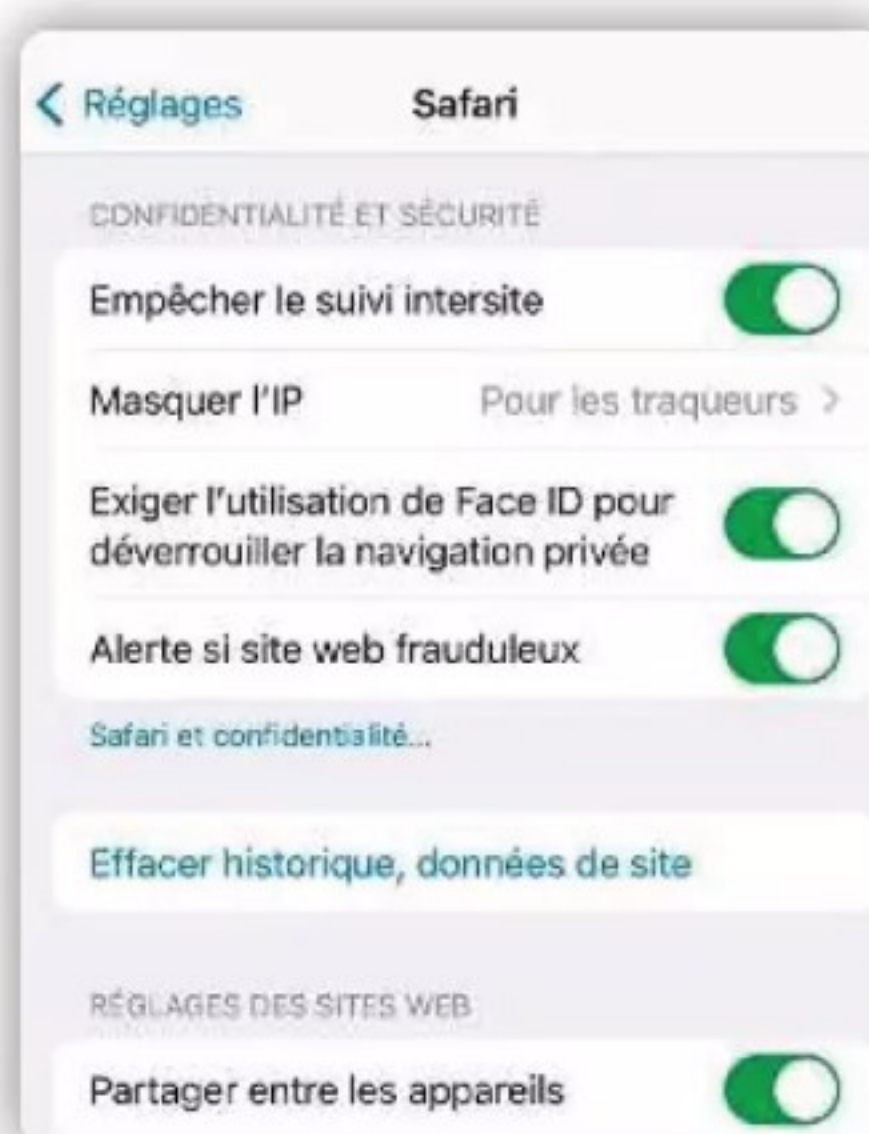 Réglages
Safari
CONFIDENTIALITÉ ET SÉCURITÉ
Empêcher le suivi intersite
Masquer l'IP
Pour les traqueurs
Exiger l'utilisation de Face ID pour
déverrouiller la navigation privée
Alerte si site web frauduleux
Safari et confidentialité...
Effacer historique, données de site
RÉGLAGES DES SITES WEB
Partager entre les appareils